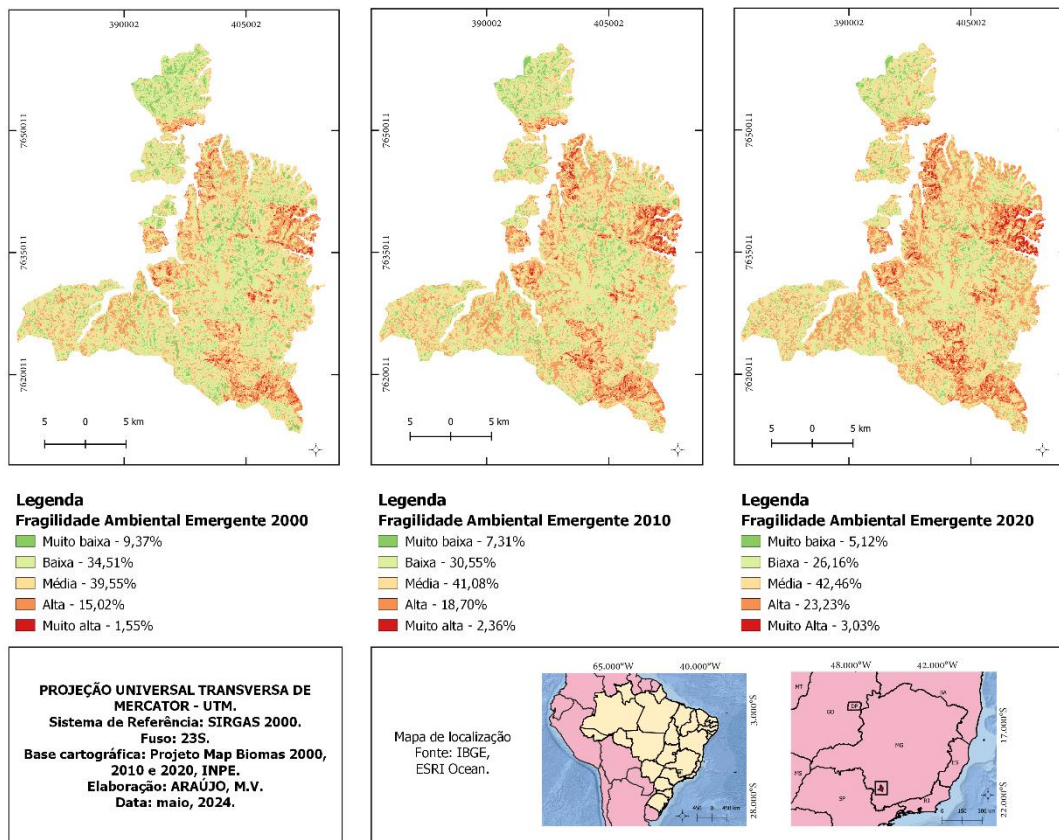 390002 405002
390002 405002
390002 405002
7650011
7635011
7620011
7650011
7635011
7620011
7650011
7635011
7620011
5 0 5 km
5 0 5 km
5 0 5 km
Legenda
Fragilidade Ambiental Emergente 2000
Muito baixa - 9,37%
Baixa - 34,51%
Média - 39,55%
Alta - 15,02%
Muito alta - 1,55%
Legenda
Fragilidade Ambiental Emergente 2010
Muito baixa - 7,31%
Baixa - 30,55%
Média - 41,08%
Alta - 18,70%
Muito alta - 2,36%
Legenda
Fragilidade Ambiental Emergente 2020
Muito baixa - 5,12%
Biaxa - 26,16%
Média - 42,46%
Alta - 23,23%
Muito Alta - 3,03%
PROJEÇÃO UNIVERSAL TRANSVERSA DE
MERCATOR - UTM.
Sistema de Referência: SIRGAS 2000.
Fuso: 23S.
Base cartográfica: Projeto Map Biomas 2000,
2010 e 2020, INPE.
Elaboração: ARAÚJO, M.V.
Data: maio, 2024.
Mapa de localização
Fonte: IBGE,
ESRI Ocean.
65.000°W 40.000°W
3.000°S
28.000°S
450 0 450 km
48.000°W 42.000°W
17.000°S
22.000°S
MT
GO
DF
BA
MG
ES
MS
SP
RJ
150 0 300 km